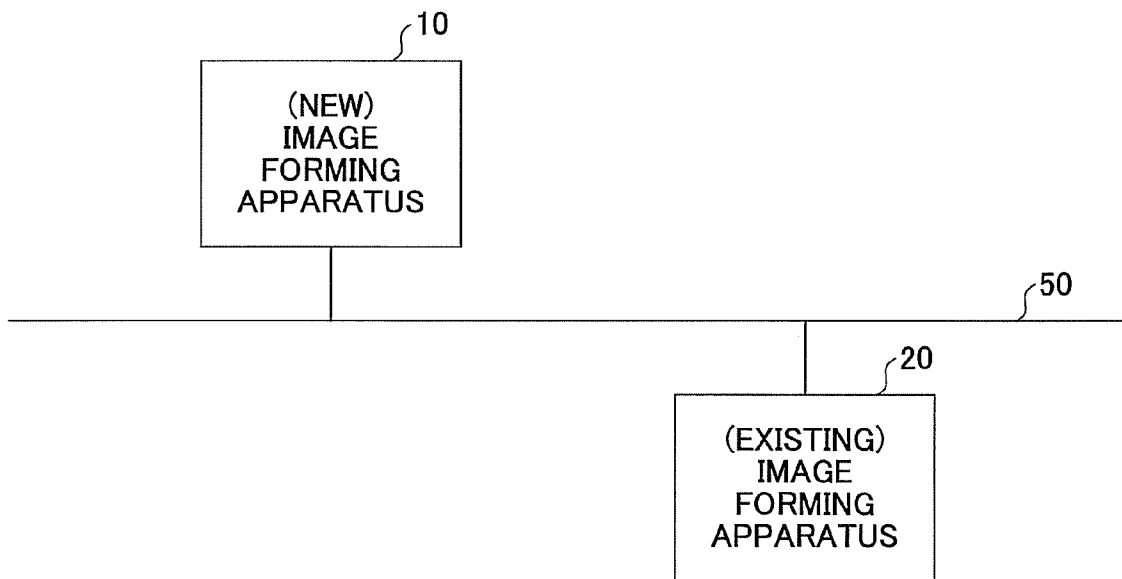 10
(NEW)
IMAGE
FORMING
APPARATUS
50
20
(EXISTING)
IMAGE
FORMING
APPARATUS